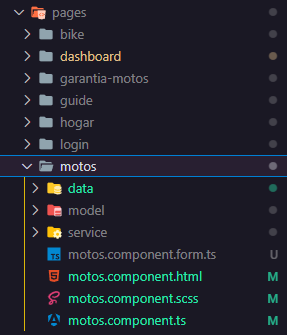 pages
bike
dashboard
garantia-motos
guide
hogar
login
motos
data
model
service
TS motos.component.form.ts U
motos.component.html M
motos.component.scss M
motos.component.ts M